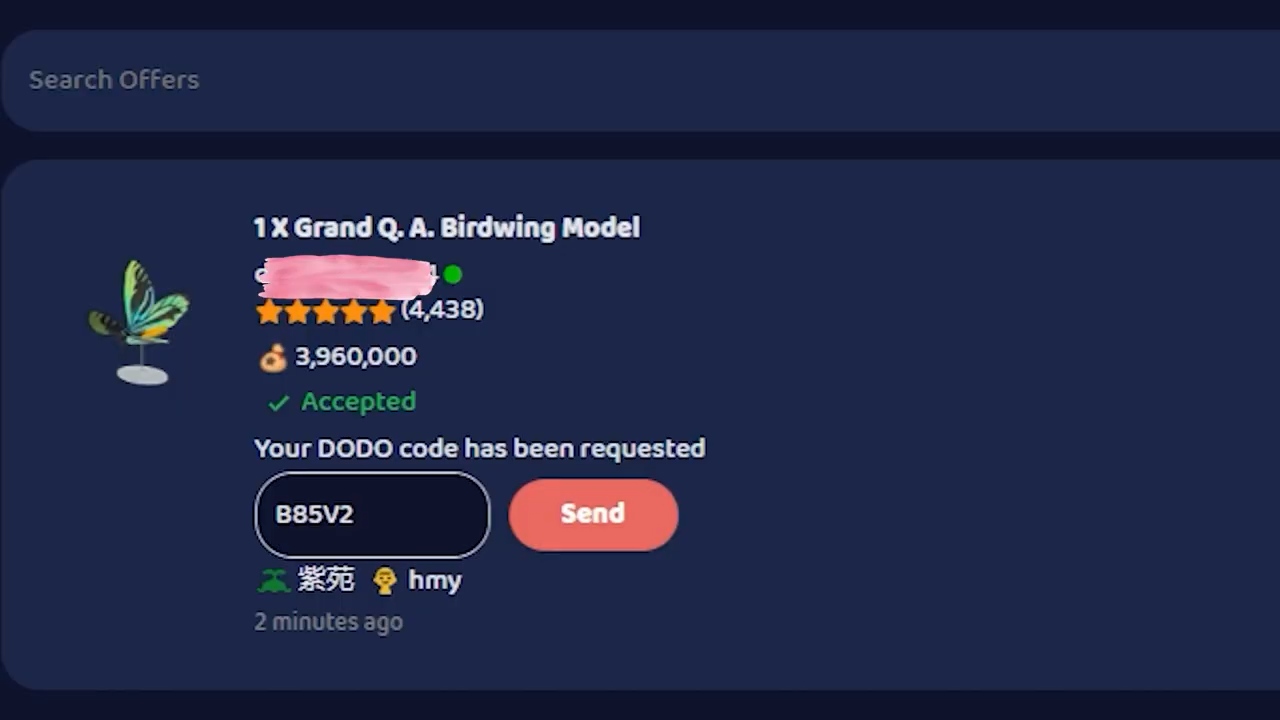 Search Offers
1 X Grand Q. A. Birdwing Model
(4,438)
3,960,000
Accepted
Your DODO code has been requested
B85V2 Send
紫苑 hmy
2 minutes ago